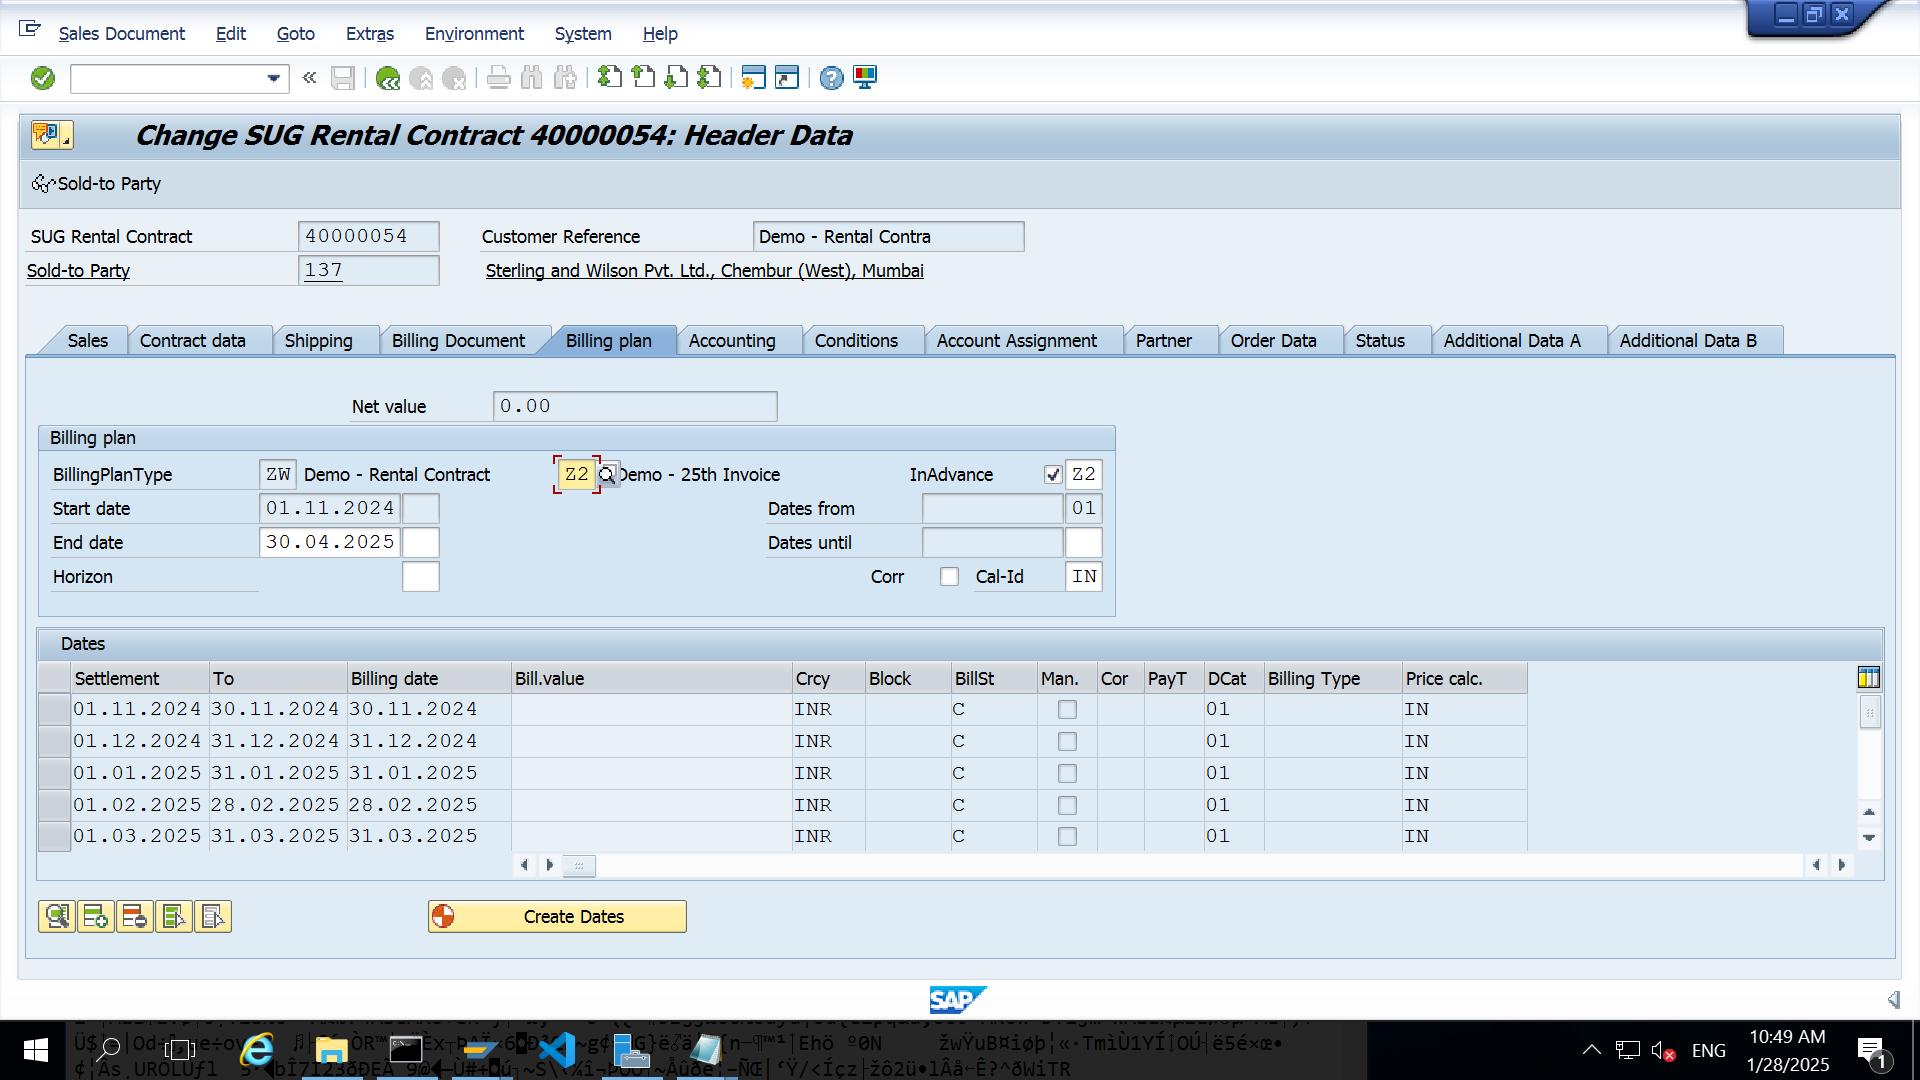 Sales Document Edit Goto Extras Environment System Help
Change SUG Rental Contract 40000054: Header Data
Sold-to Party
SUG Rental Contract 40000054 Customer Reference Demo - Rental Contra
Sold-to Party 137 Sterling and Wilson Pvt. Ltd., Chembur (West), Mumbai
Sales Contract data Shipping Billing Document Billing plan Accounting Conditions Account Assignment Partner Order Data Status Additional Data A Additional Data B
Net value 0.00
Billing plan
BillingPlanType ZW Demo - Rental Contract Z2 Demo - 25th Invoice InAdvance Z2
Start date 01.11.2024 Dates from 01
End date 30.04.2025 Dates until
Horizon Corr Cal-Id IN
Dates
Settlement To Billing date Bill.value Crcy Block BillSt Man. Cor PayT DCat Billing Type Price calc.
01.11.2024 30.11.2024 30.11.2024 INR C 01 IN
01.12.2024 31.12.2024 31.12.2024 INR C 01 IN
01.01.2025 31.01.2025 31.01.2025 INR C 01 IN
01.02.2025 28.02.2025 28.02.2025 INR C 01 IN
01.03.2025 31.03.2025 31.03.2025 INR C 01 IN
Create Dates
SAP
ENG
10:49 AM
1/28/2025
1